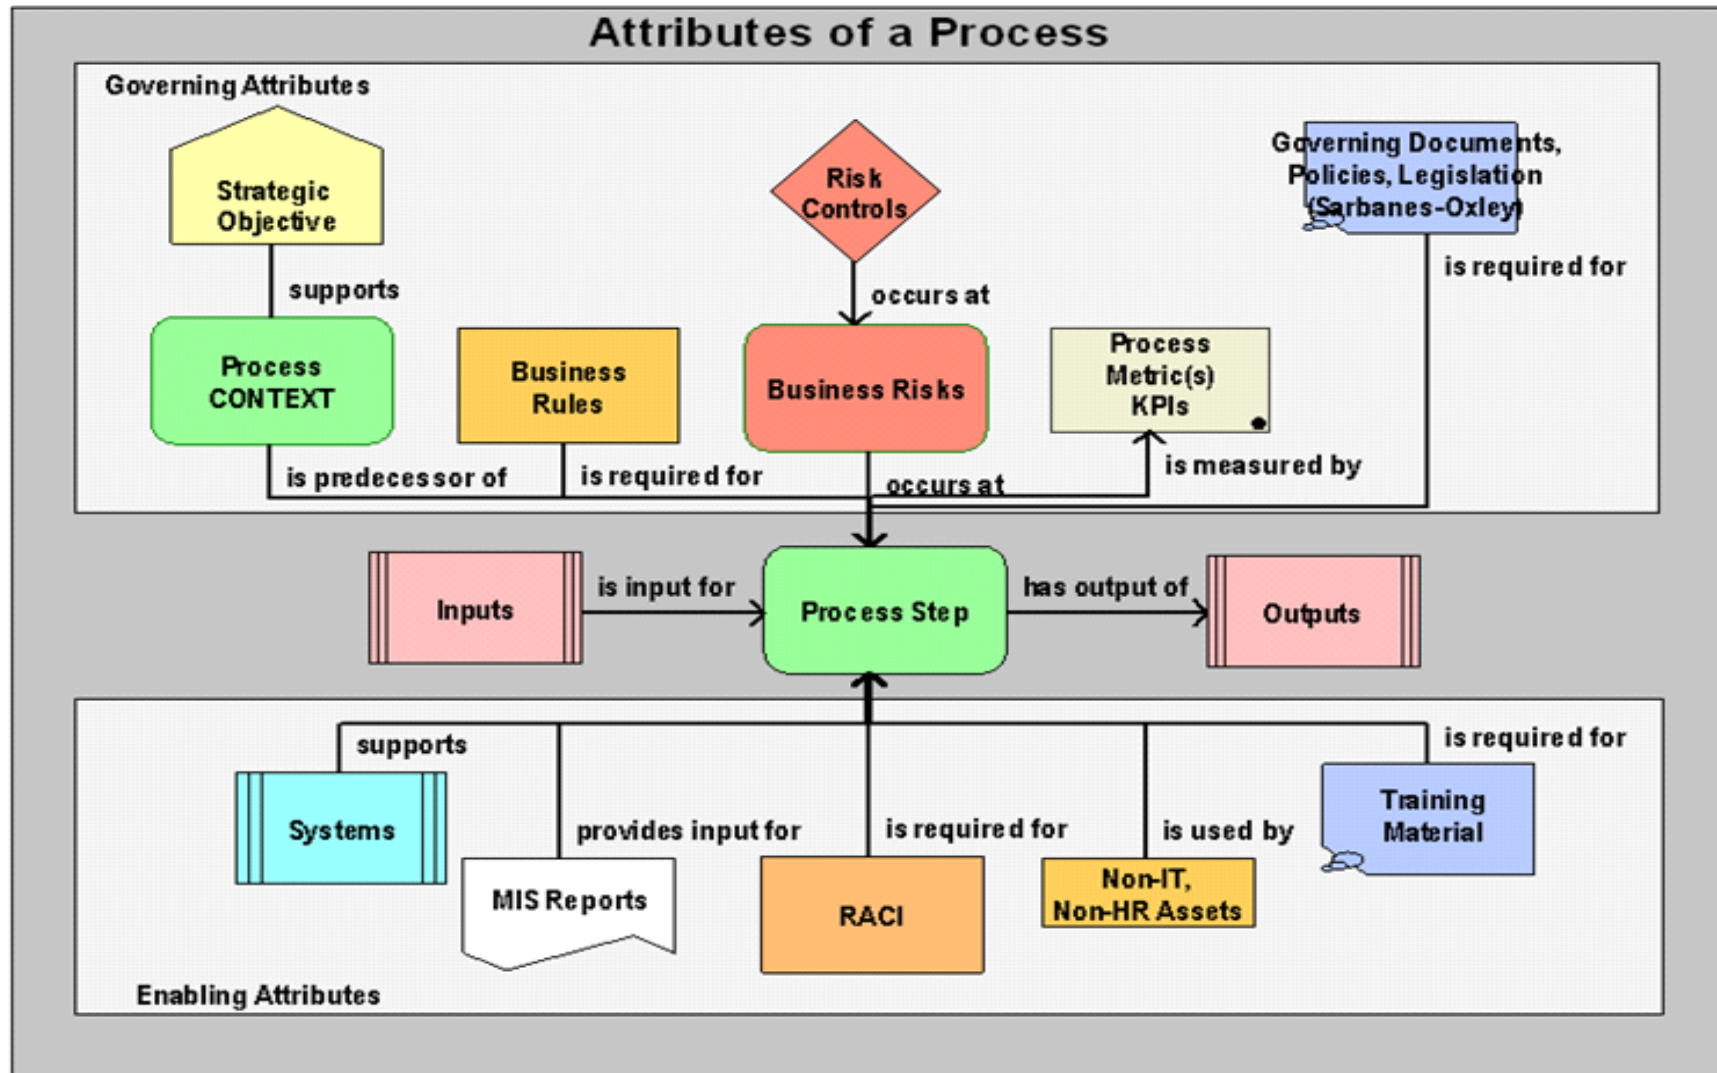 Attributes of a Process
Governing Attributes
Strategic
Objective
supports
Process
CONTEXT
is predecessor of
Business
Rules
is required for
Risk
Controls
occurs at
Business Risks
occurs at
Process
Metric(s)
KPIs
is measured by
Governing Documents,
Policies, Legislation
(Sarbanes-Oxley)
is required for
Inputs
is input for
Process Step
has output of
Outputs
supports
Systems
provides input for
MIS Reports
is required for
RACI
is used by
Non-IT,
Non-HR Assets
is required for
Training
Material
Enabling Attributes